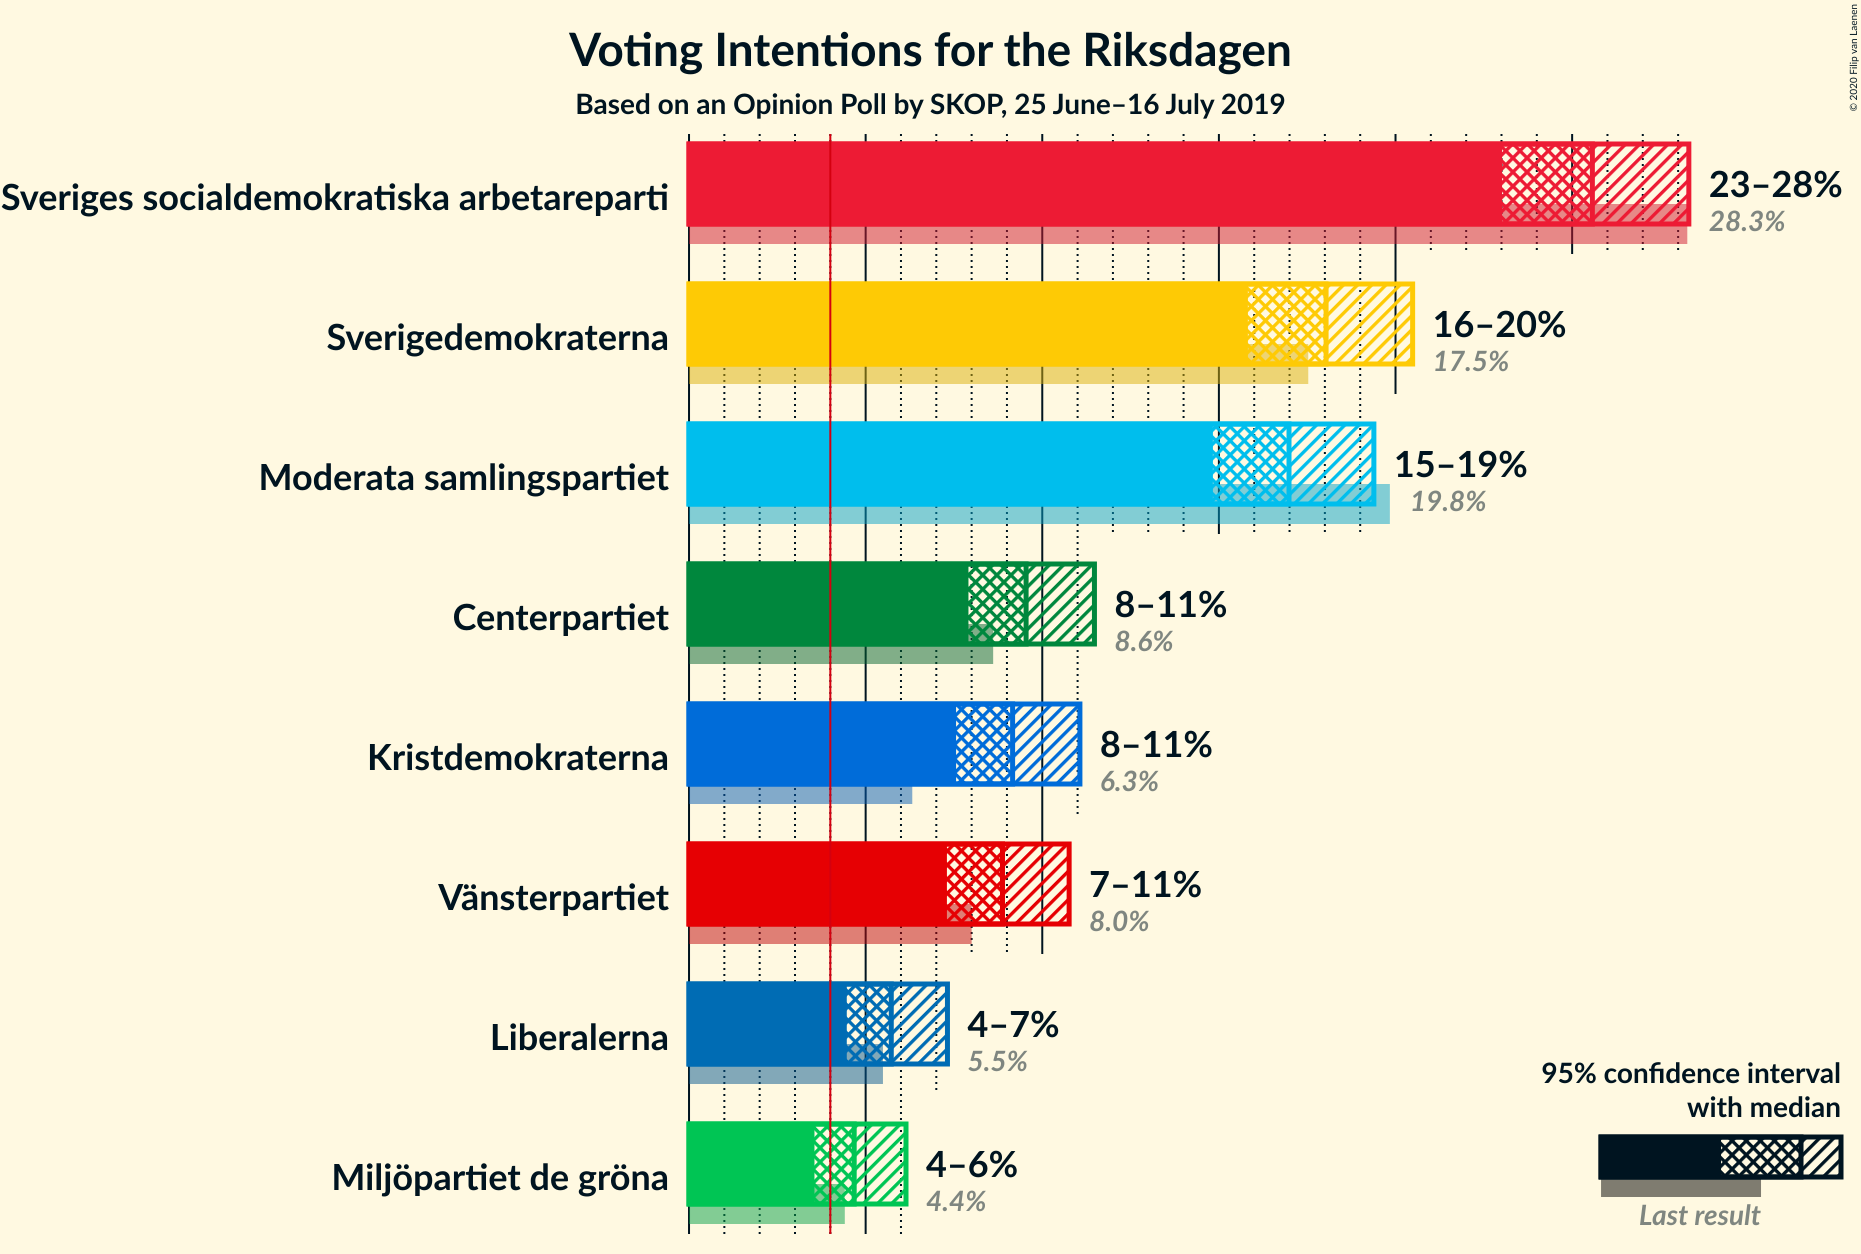 Voting Intentions for the Riksdagen
Based on an Opinion Poll by SKOP, 25 June–16 July 2019
© 2020 Filip van Laenen
Sveriges socialdemokratiska arbetareparti
23–28%
28.3%
Sverigedemokraterna
16–20%
17.5%
Moderata samlingspartiet
15–19%
19.8%
Centerpartiet
8–11%
8.6%
Kristdemokraterna
8–11%
6.3%
Vänsterpartiet
7–11%
8.0%
Liberalerna
4–7%
5.5%
Miljöpartiet de gröna
4–6%
4.4%
95% confidence interval
with median
Last result